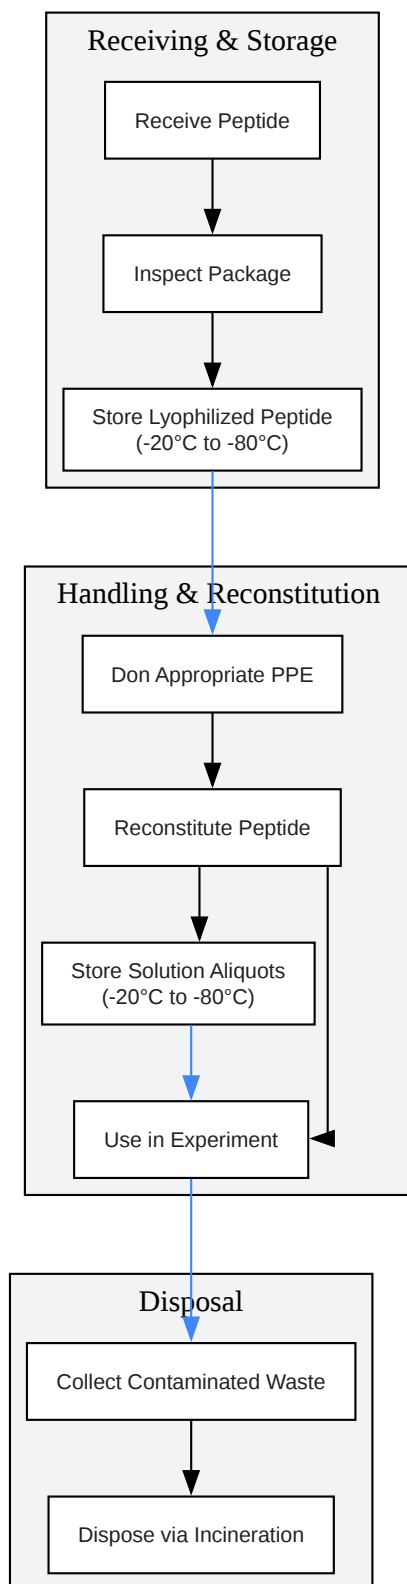 Receiving & Storage
Receive Peptide
Inspect Package
Store Lyophilized Peptide
(-20°C to -80°C)
Handling & Reconstitution
Don Appropriate PPE
Reconstitute Peptide
Store Solution Aliquots
(-20°C to -80°C)
Use in Experiment
Disposal
Collect Contaminated Waste
Dispose via Incineration